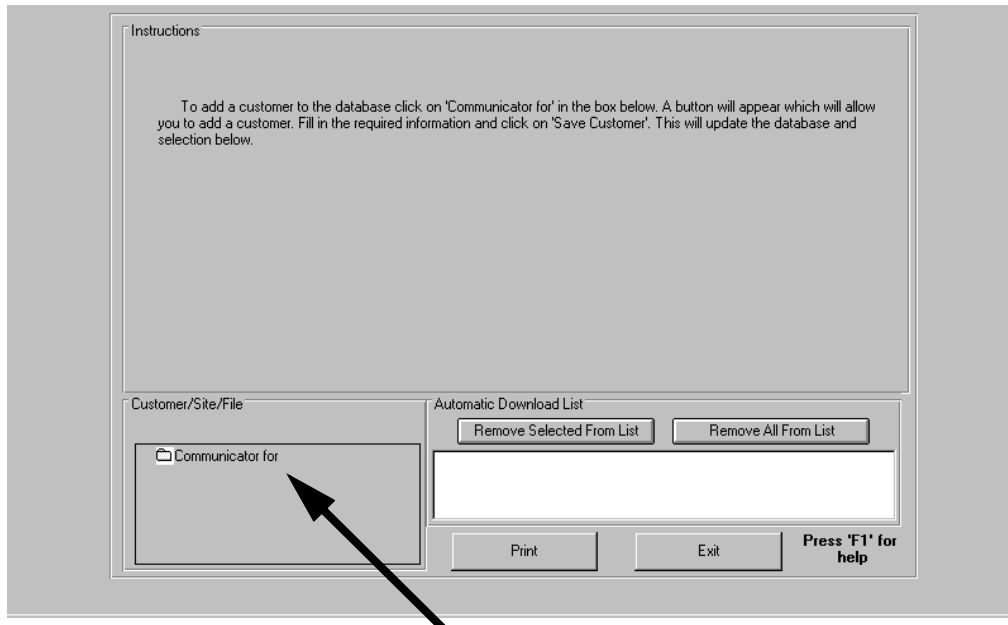 Instructions
To add a customer to the database click on 'Communicator for' in the box below. A button will appear which will allow
you to add a customer. Fill in the required information and click on 'Save Customer'. This will update the database and
selection below.
Customer/Site/File
Communicator for
Automatic Download List
Remove Selected From List
Remove All From List
Print
Exit
Press 'F1' for
help